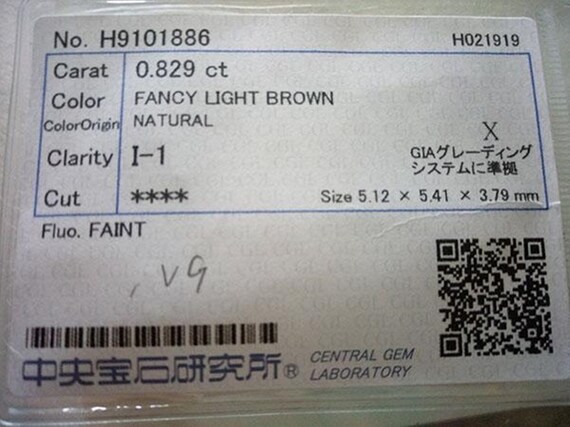 No. H9101886 H021919
Carat 0.829 ct
Color FANCY LIGHT BROWN
ColorOrigin NATURAL
X
Clarity I-1 GIAグレーディング
システムに準拠
Cut **** Size 5.12 × 5.41 × 3.79 mm
Fluo. FAINT
, VG
中央宝石研究所® CENTRAL GEM
LABORATORY